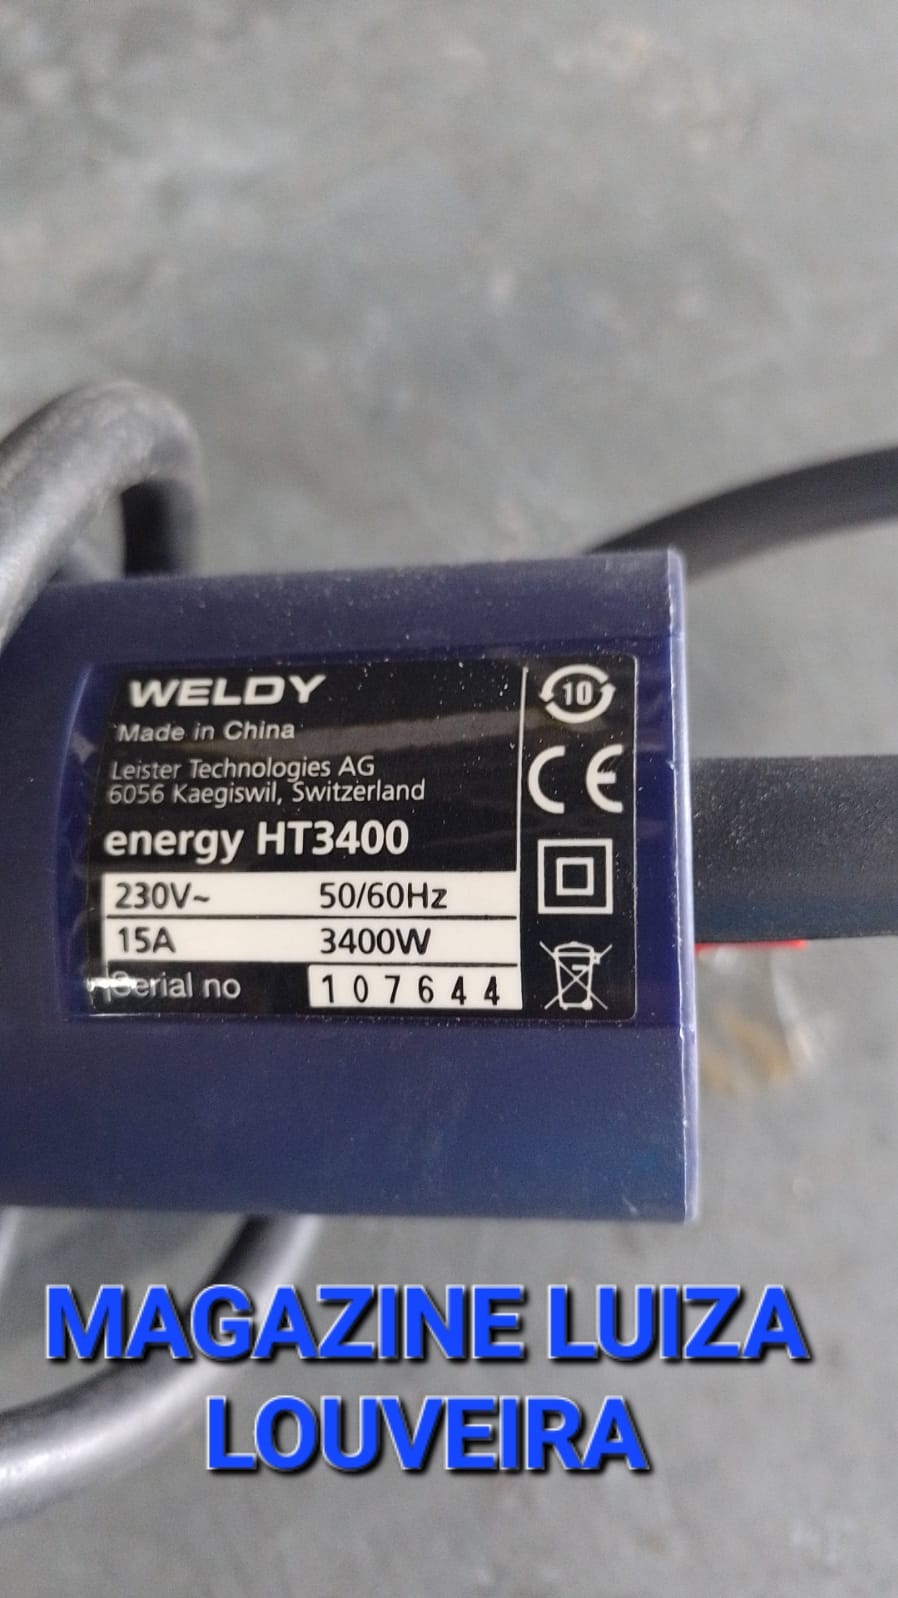 WELDY
Made in China
Leister Technologies AG
6056 Kaegiswil, Switzerland
energy HT3400
230V~ 50/60Hz
15A 3400W
Serial no 107644
10
CE
MAGAZINE LUIZA
LOUVEIRA